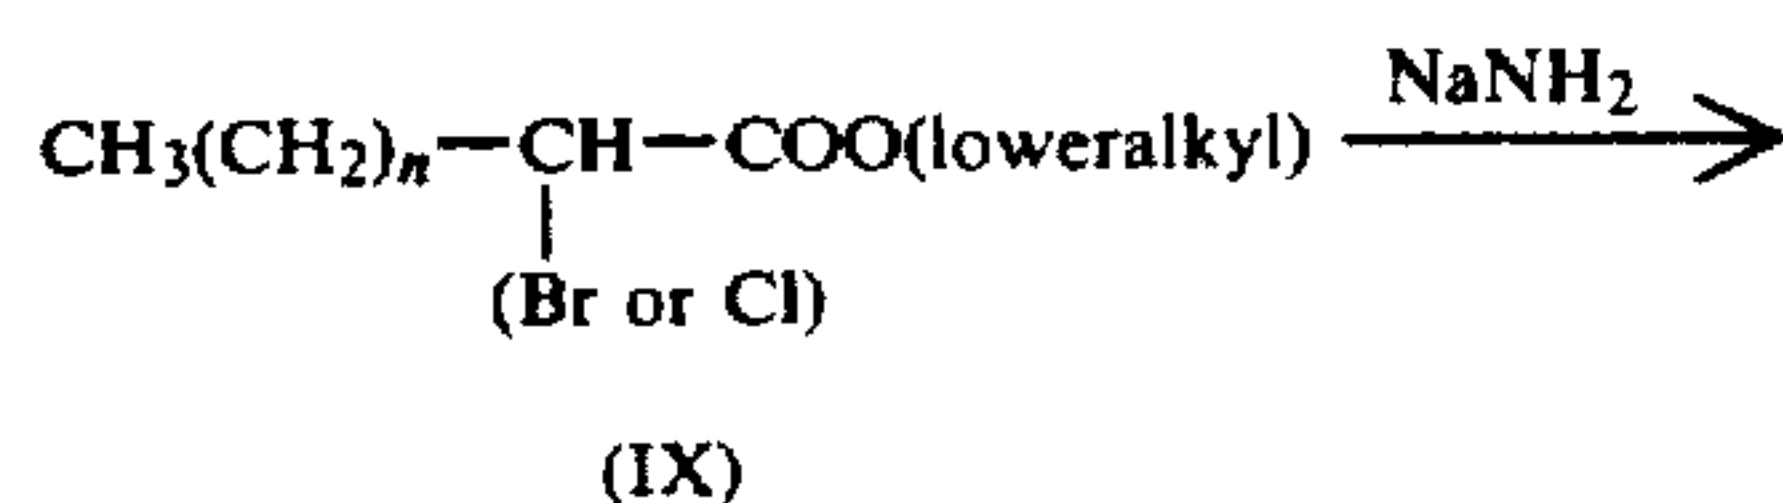 NaNH2
CH3(CH2)n—CH—COO(loweralkyl)
(Br or Cl)
(IX)